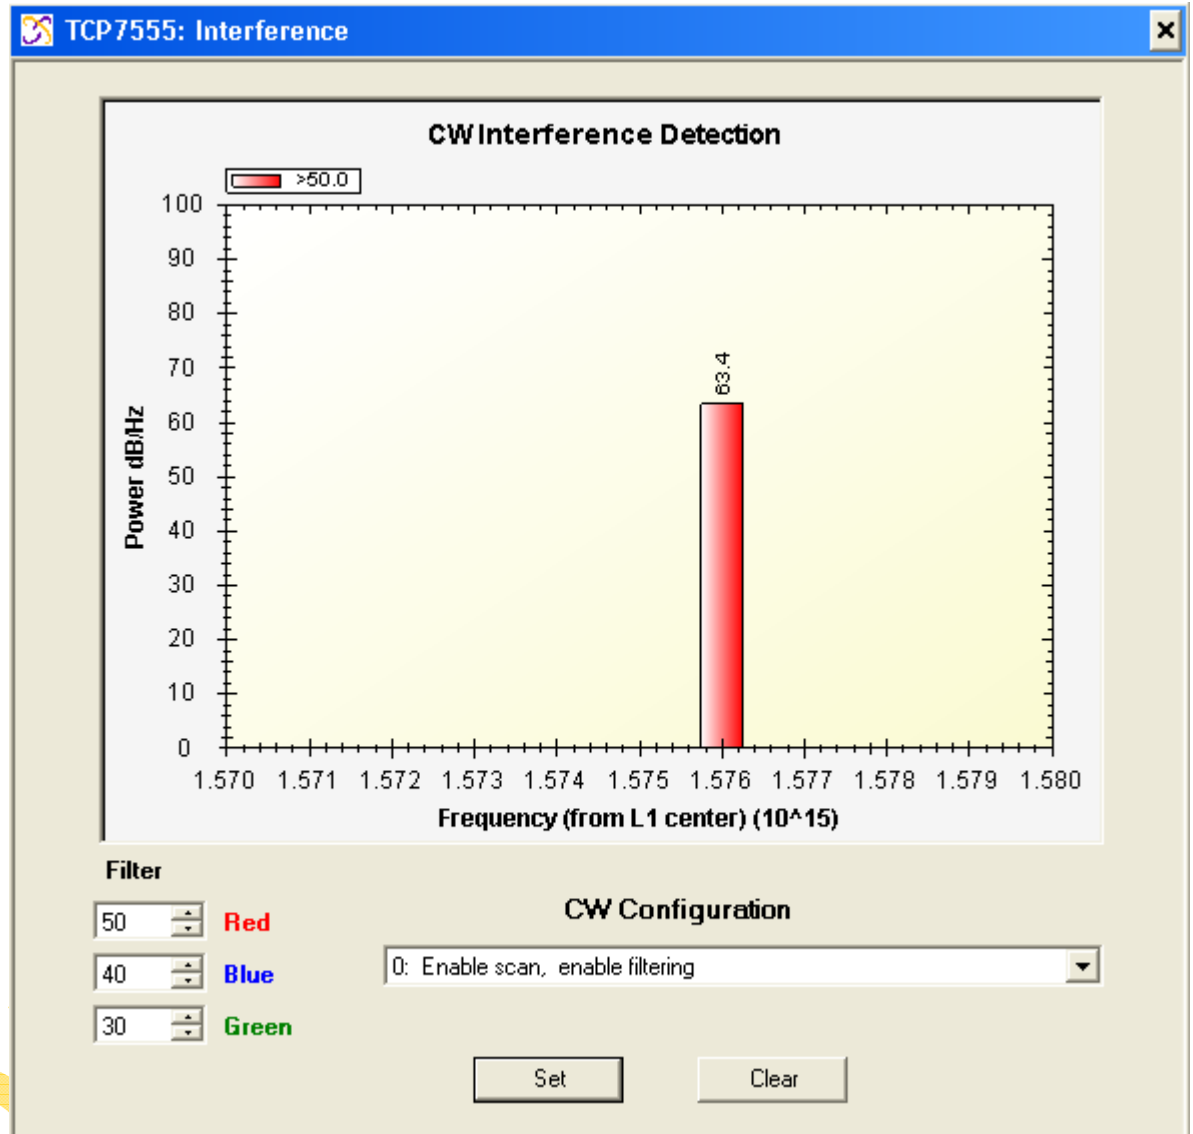 TCP7555: Interference
CW Interference Detection
>50.0
100
90
80
70
60
50
40
30
20
10
0
Power dB/Hz
63.4
1.570 1.571 1.572 1.573 1.574 1.575 1.576 1.577 1.578 1.579 1.580
Frequency (from L1 center) (10^15)
Filter
50 Red
40 Blue
30 Green
CW Configuration
0: Enable scan, enable filtering
Set Clear